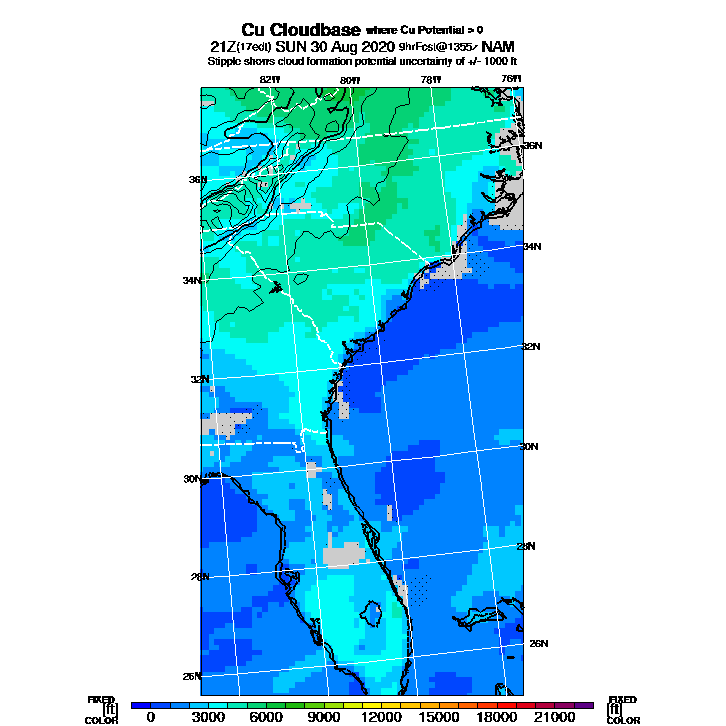 Cu Cloudbase where Cu Potential > 0
21Z(17edt) SUN 30 Aug 2020 9hrFcst@1355z NAM
Stipple shows cloud formation potential uncertainty of +/- 1000 ft
82W 80W 78W 76W
36N
36N
34N
34N
32N
32N
30N
30N
28N
28N
26N
26N
FIXED FIXED
[ft] [ft]
COLOR COLOR
0 3000 6000 9000 12000 15000 18000 21000